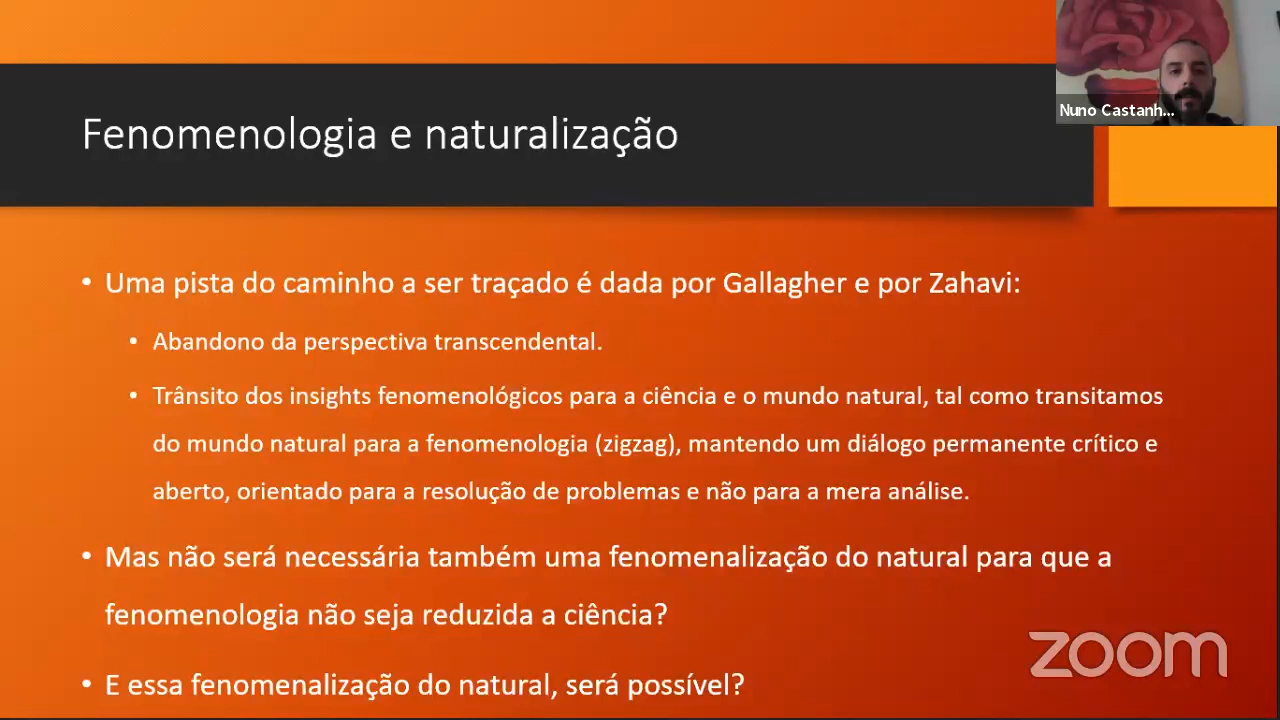 Nuno Castanh...
Fenomenologia e naturalização
• Uma pista do caminho a ser traçado é dada por Gallagher e por Zahavi:
• Abandono da perspectiva transcendental.
• Trânsito dos insights fenomenológicos para a ciência e o mundo natural, tal como transitamos
do mundo natural para a fenomenologia (zigzag), mantendo um diálogo permanente crítico e
aberto, orientado para a resolução de problemas e não para a mera análise.
• Mas não será necessária também uma fenomenalização do natural para que a
fenomenologia não seja reduzida a ciência?
• E essa fenomenalização do natural, será possível?
zoom